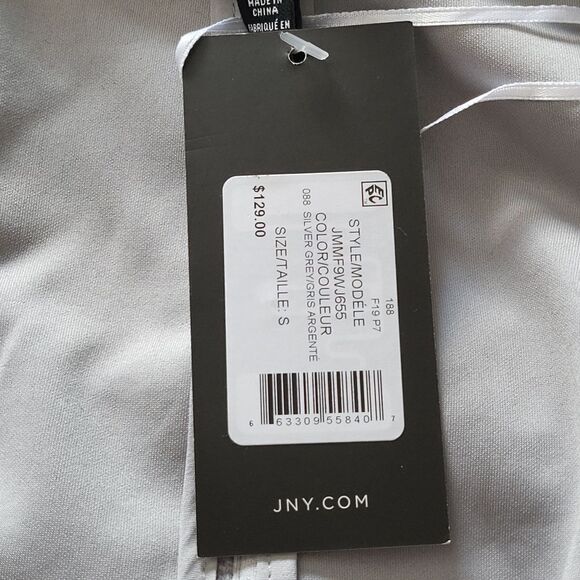 MADE IN
CHINA
FABRIQUÉ EN
EPC
188
F19 P7
STYLE/MODÈLE
JMMF9WJ655
COLOR/COULEUR
088 SILVER GREY/GRIS ARGENTÉ
SIZE/TAILLE: S
$129.00
6 63309 55840 7
JNY.COM